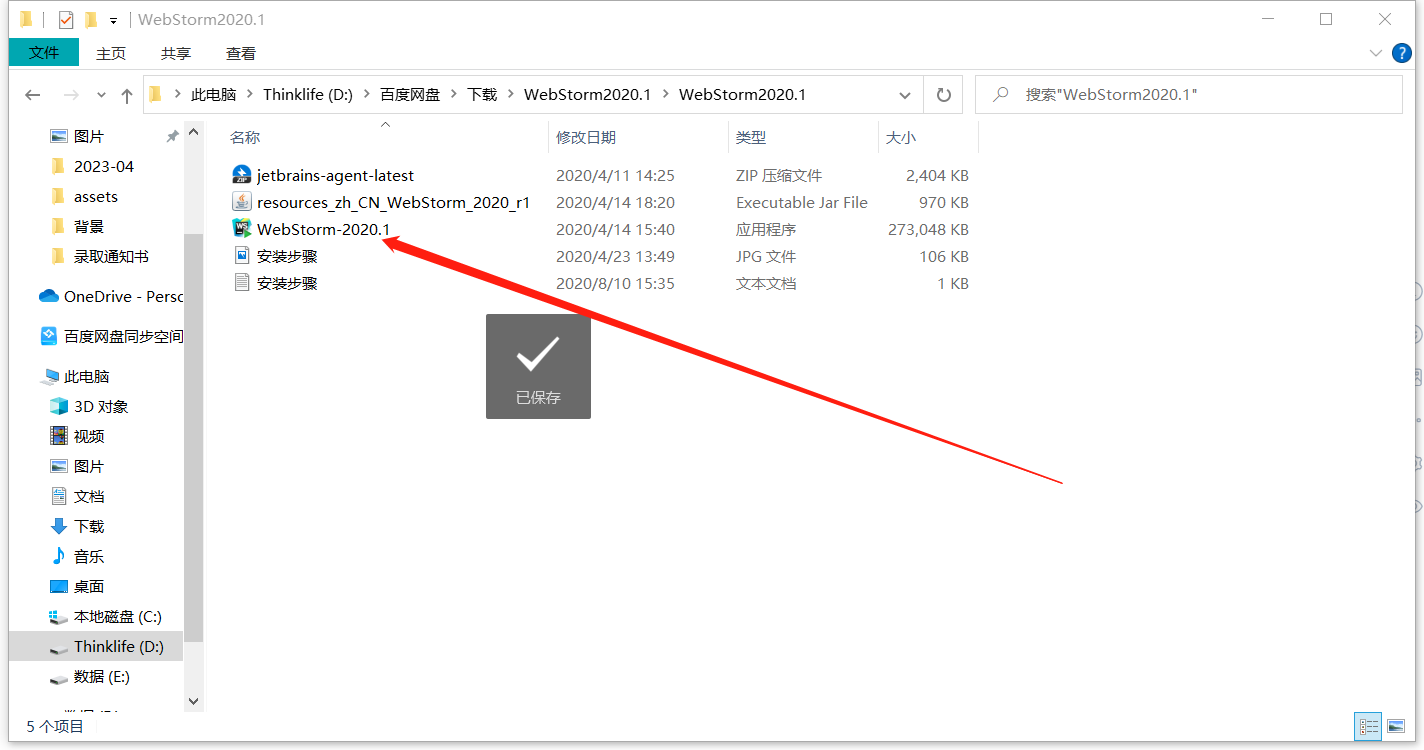 WebStorm2020.1
文件 主页 共享 查看
此电脑 Thinklife (D:) 百度网盘 下载 WebStorm2020.1 WebStorm2020.1 搜索"WebStorm2020.1"
图片
2023-04
assets
背景
录取通知书
OneDrive - Perso
百度网盘同步空间
此电脑
3D 对象
视频
图片
文档
下载
音乐
桌面
本地磁盘 (C:)
Thinklife (D:)
数据 (E:)
名称 修改日期 类型 大小
jetbrains-agent-latest 2020/4/11 14:25 ZIP 压缩文件 2,404 KB
resources_zh_CN_WebStorm_2020_r1 2020/4/14 18:20 Executable Jar File 970 KB
WebStorm-2020.1 2020/4/14 15:40 应用程序 273,048 KB
安装步骤 2020/4/23 13:49 JPG 文件 106 KB
安装步骤 2020/8/10 15:35 文本文档 1 KB
已保存
5 个项目